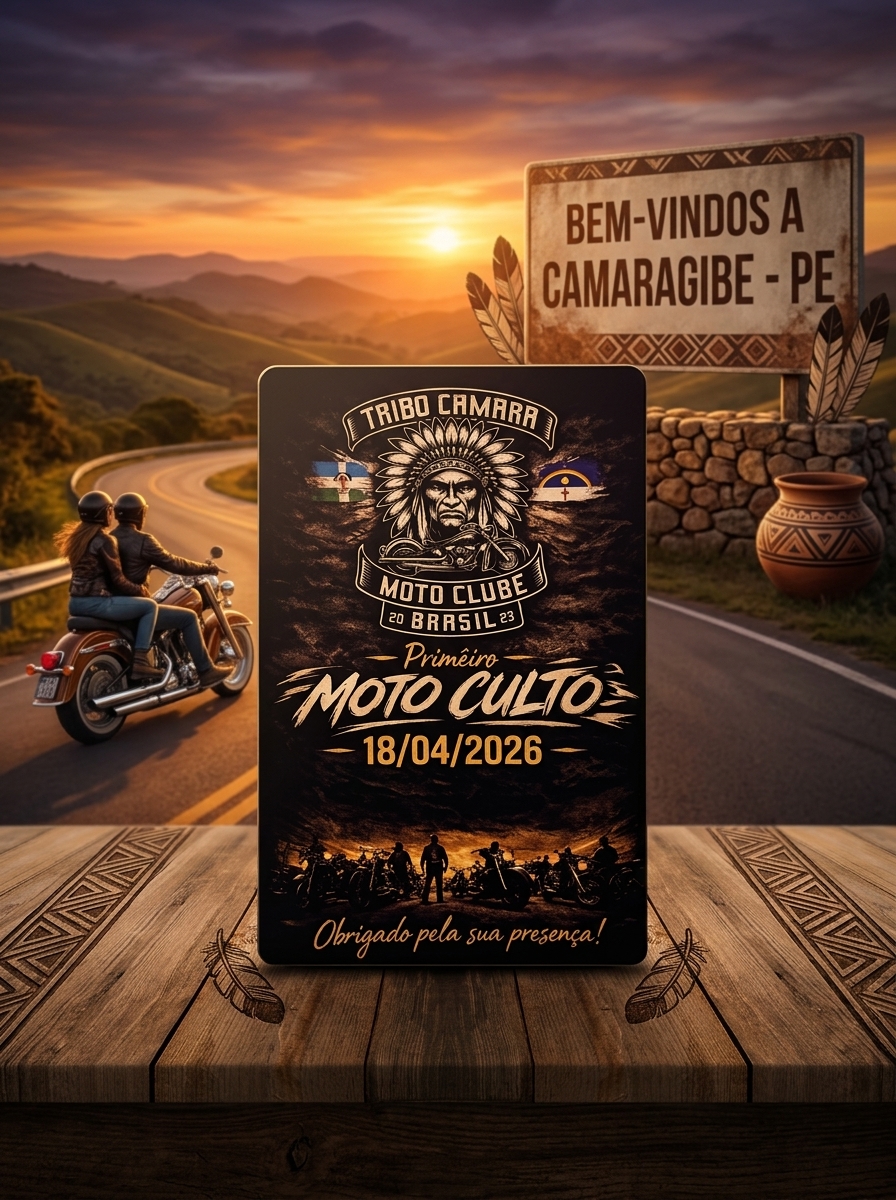 BEM-VINDOS A
CAMARAGIBE - PE
TRIBO CAMARA
MOTO CLUBE
20 BRASIL 23
Primêiro
MOTO CULTO
18/04/2026
Obrigado pela sua presença!